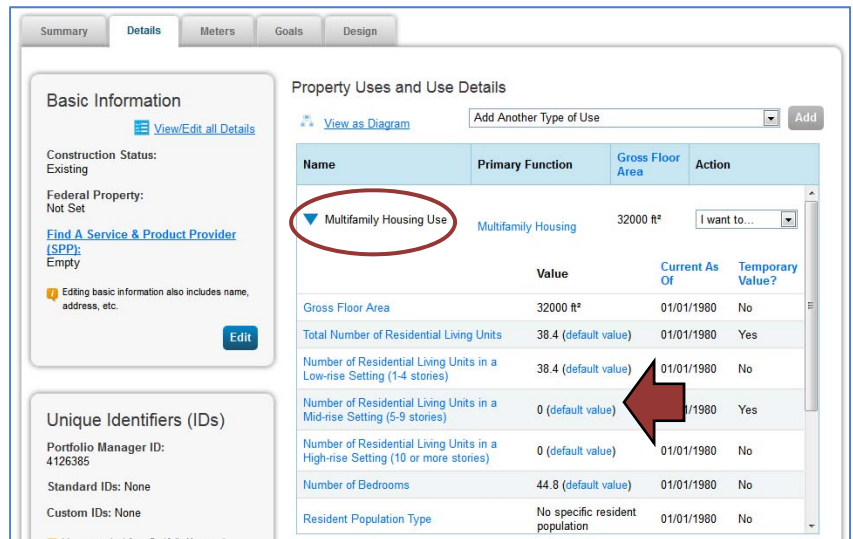 Summary Details Meters Goals Design
Basic Information
View/Edit all Details
Construction Status:
Existing
Federal Property:
Not Set
Find A Service & Product Provider
(SPP):
Empty
Editing basic information also includes name,
address, etc.
Edit
Unique Identifiers (IDs)
Portfolio Manager ID:
4126385
Standard IDs: None
Custom IDs: None
Property Uses and Use Details
View as Diagram Add Another Type of Use Add
Name Primary Function Gross Floor Area Action
Multifamily Housing Use Multifamily Housing 32000 ft² I want to...
Value Current As Of Temporary Value?
Gross Floor Area 32000 ft² 01/01/1980 No
Total Number of Residential Living Units 38.4 (default value) 01/01/1980 Yes
Number of Residential Living Units in a
Low-rise Setting (1-4 stories) 38.4 (default value) 01/01/1980 No
Number of Residential Living Units in a
Mid-rise Setting (5-9 stories) 0 (default value) 1/1980 Yes
Number of Residential Living Units in a
High-rise Setting (10 or more stories) 0 (default value) 01/01/1980 No
Number of Bedrooms 44.8 (default value) 01/01/1980 No
Resident Population Type No specific resident
population 01/01/1980 No